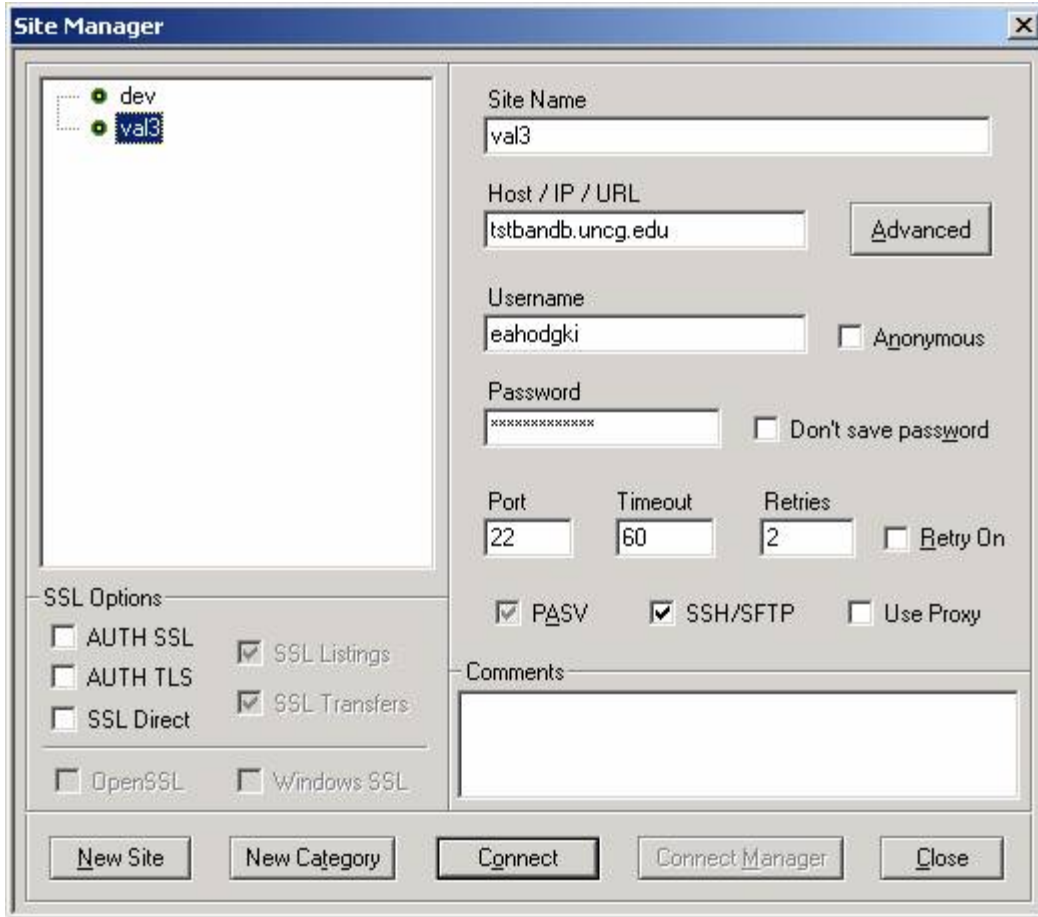 Site Manager
dev
val3
Site Name
val3
Host / IP / URL
tstbandb.uncg.edu
Advanced
Username
eahodgki
Anonymous
Password
*************
Don't save password
Port Timeout Retries
22 60 2 Retry On
PASV SSH/SFTP Use Proxy
SSL Options
AUTH SSL
SSL Listings
AUTH TLS
SSL Transfers
SSL Direct
OpenSSL Windows SSL
Comments
New Site New Category Connect Connect Manager Close